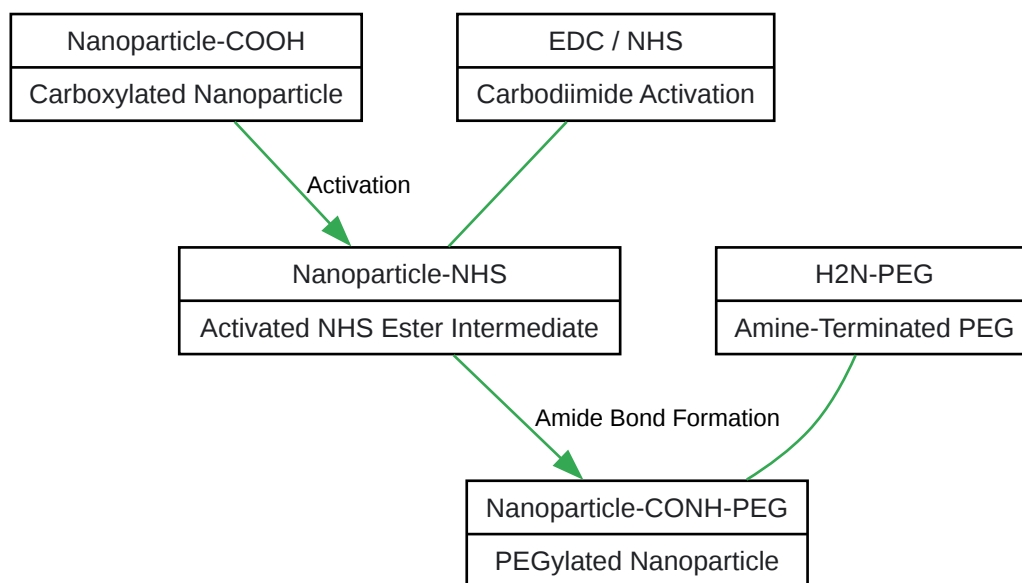 Nanoparticle-COOH
Carboxylated Nanoparticle
EDC / NHS
Carbodiimide Activation
Activation
Nanoparticle-NHS
Activated NHS Ester Intermediate
H2N-PEG
Amine-Terminated PEG
Amide Bond Formation
Nanoparticle-CONH-PEG
PEGylated Nanoparticle